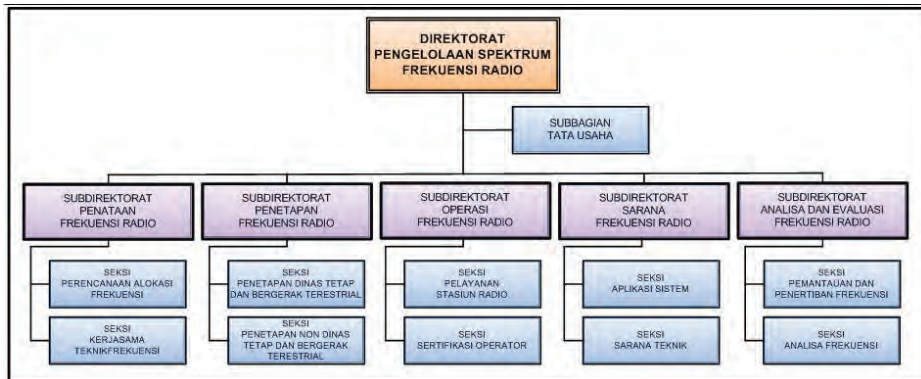 DIREKTORAT
PENGELOLAAN SPEKTRUM
FREKUENSI RADIO
SUBBAGIAN
TATA USAHA
SUBDIREKTORAT
PENATAAN
FREKUENSI RADIO
SUBDIREKTORAT
PENETAPAN
FREKUENSI RADIO
SUBDIREKTORAT
OPERASI
FREKUENSI RADIO
SUBDIREKTORAT
SARANA
FREKUENSI RADIO
SUBDIREKTORAT
ANALISA DAN EVALUASI
FREKUENSI RADIO
SEKSI
PERENCANAAN ALOKASI
FREKUENSI
SEKSI
PENETAPAN DINAS TETAP
DAN BERGERAK TERESTRIAL
SEKSI
PELAYANAN
STASIUN RADIO
SEKSI
APLIKASI SISTEM
SEKSI
PEMANTAUAN DAN
PENERTIBAN FREKUENSI
SEKSI
KERJASAMA
TEKNIKFREKUENSI
SEKSI
PENETAPAN NON DINAS
TETAP DAN BERGERAK
TERESTRIAL
SEKSI
SERTIFIKASI OPERATOR
SEKSI
SARANA TEKNIK
SEKSI
ANALISA FREKUENSI